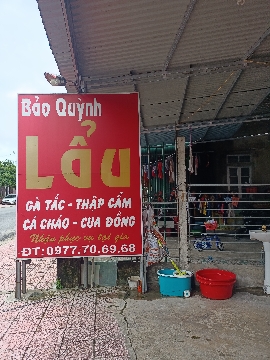 Bảo Quỳnh
Lẩu
GÀ TẤC - THẬP CẨM
CÁ CHÁO - CUA ĐỒNG
Nhận phục vụ tại gia
ĐT: 0977.70.69.68